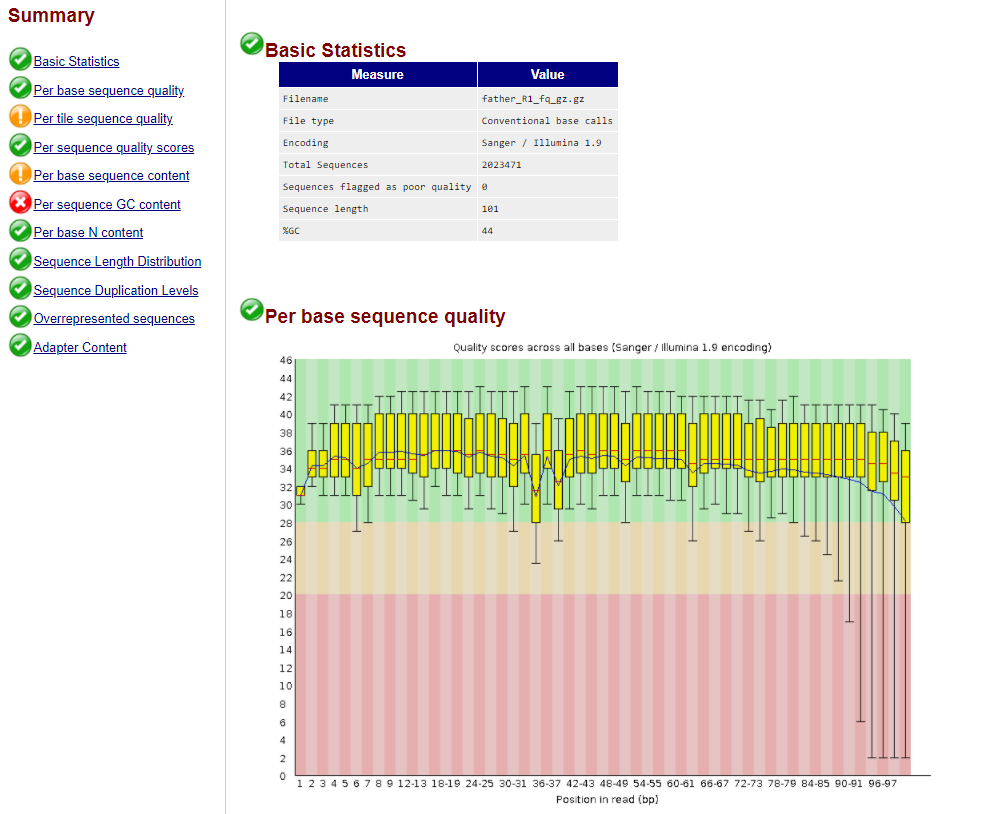 Summary
Basic Statistics
Per base sequence quality
Per tile sequence quality
Per sequence quality scores
Per base sequence content
Per sequence GC content
Per base N content
Sequence Length Distribution
Sequence Duplication Levels
Overrepresented sequences
Adapter Content
Basic Statistics
Measure Value
Filename father_R1_fq_gz.gz
File type Conventional base calls
Encoding Sanger / Illumina 1.9
Total Sequences 2023471
Sequences flagged as poor quality 0
Sequence length 101
%GC 44
Per base sequence quality
Quality scores across all bases (Sanger / Illumina 1.9 encoding)
46
44
42
40
38
36
34
32
30
28
26
24
22
20
18
16
14
12
10
8
6
4
2
0
1 2 3 4 5 6 7 8 9 12-13 18-19 24-25 30-31 36-37 42-43 48-49 54-55 60-61 66-67 72-73 78-79 84-85 90-91 96-97
Position in read (bp)